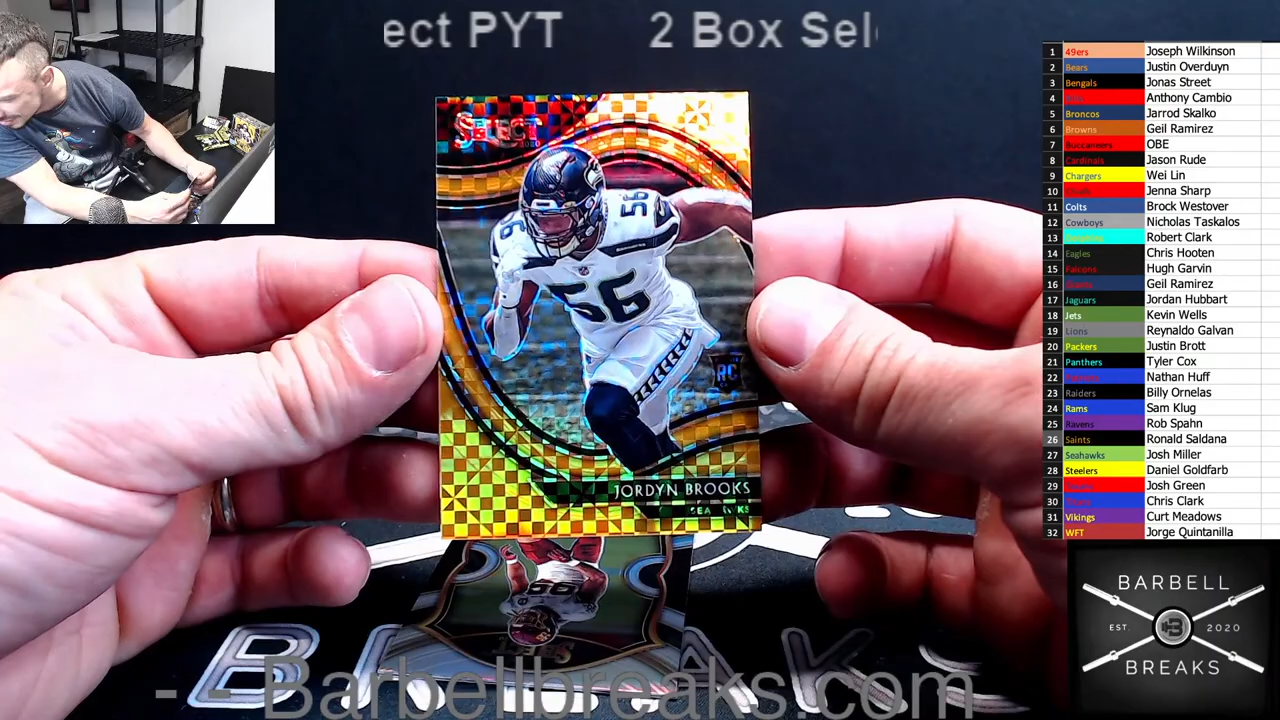 ect PYT 2 Box Sel
SELECT
56
56
RC
JORDYN BROOKS
- - Barbellbreaks.com
1 49ers Joseph Wilkinson
2 Bears Justin Overduyn
3 Bengals Jonas Street
4 Anthony Cambio
5 Broncos Jarrod Skalko
6 Browns Geil Ramirez
7 Buccaneers OBE
8 Cardinals Jason Rude
9 Chargers Wei Lin
10 Chiefs Jenna Sharp
11 Colts Brock Westover
12 Cowboys Nicholas Taskalos
13 Robert Clark
14 Eagles Chris Hooten
15 Falcons Hugh Garvin
16 Giants Geil Ramirez
17 Jaguars Jordan Hubbart
18 Jets Kevin Wells
19 Lions Reynaldo Galvan
20 Packers Justin Brott
21 Panthers Tyler Cox
22 Nathan Huff
23 Raiders Billy Ornelas
24 Rams Sam Klug
25 Ravens Rob Spahn
26 Saints Ronald Saldana
27 Seahawks Josh Miller
28 Steelers Daniel Goldfarb
29 Josh Green
30 Chris Clark
31 Vikings Curt Meadows
32 WFT Jorge Quintanilla
BARBELL
EST. 2020
BREAKS